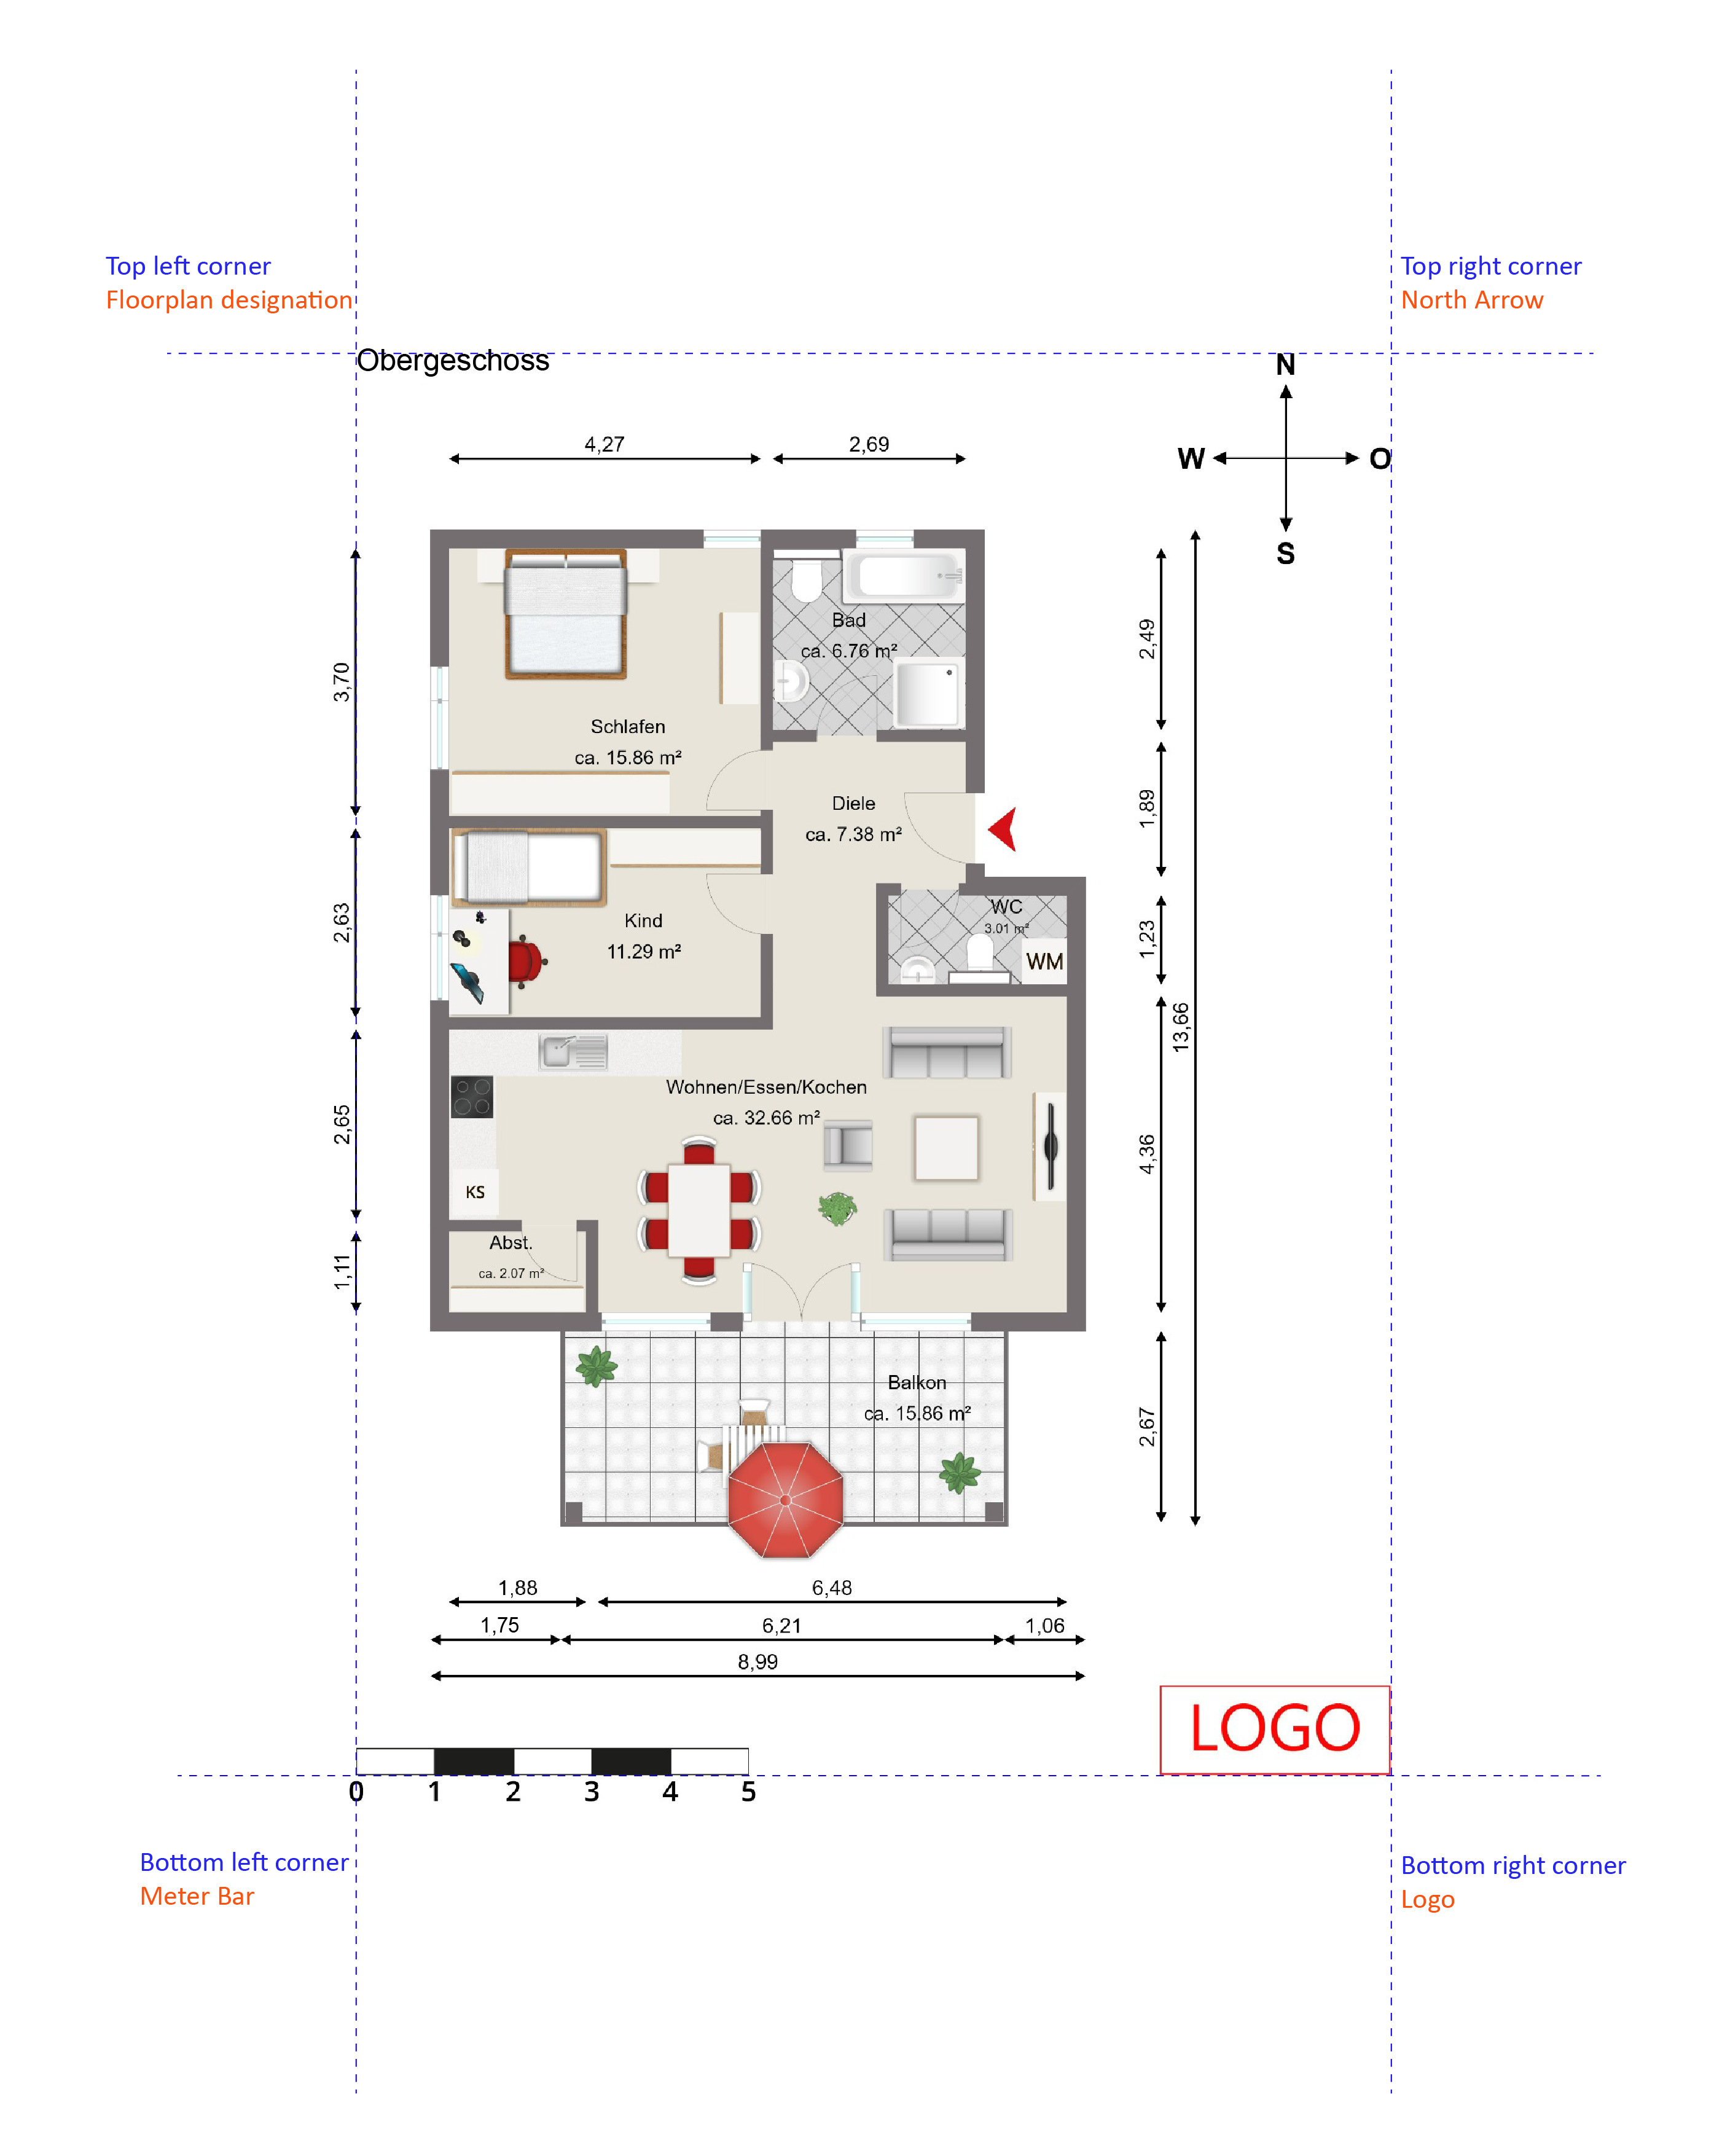 Top left corner
Floorplan designation
Top right corner
North Arrow
Obergeschoss
N
W
O
S
4,27
2,69
3,70
2,63
2,65
1,11
2,49
1,89
1,23
4,36
2,67
13,66
Bad
ca. 6.76 m²
Schlafen
ca. 15.86 m²
Diele
ca. 7.38 m²
Kind
11.29 m²
WC
3.01 m²
WM
Wohnen/Essen/Kochen
ca. 32.66 m²
KS
Abst.
ca. 2.07 m²
Balkon
ca. 15.86 m²
1,88
6,48
1,75
6,21
1,06
8,99
LOGO
0 1 2 3 4 5
Bottom left corner
Meter Bar
Bottom right corner
Logo